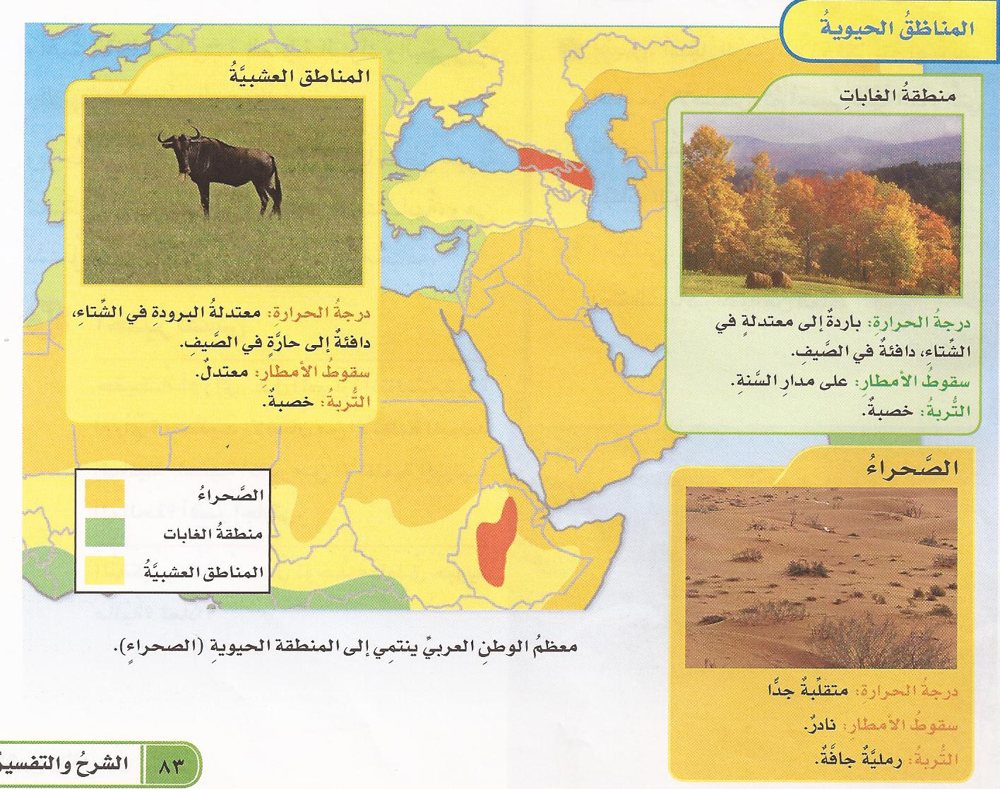 المناطقُ الحيويةُ
منطقةُ الغاباتِ
درجةُ الحرارةِ: باردةٌ إلى معتدلةٍ في
الشّتاءِ، دافئةٌ في الصَّيفِ.
سقوطُ الأمطارِ: على مدارِ السَّنةِ.
التُّربةُ: خصبةٌ.
المناطق العشبيَّةُ
درجةُ الحرارةِ: معتدلةُ البرودةِ في الشّتاءِ،
دافئةٌ إلى حارَّةٍ في الصَّيفِ.
سقوطُ الأمطارِ: معتدلٌ.
التُّربةُ: خصبةٌ.
الصَّحراءُ
درجةُ الحرارةِ: متقلّبةٌ جدًّا
سقوطُ الأمطارِ: نادرٌ.
التُّربةُ: رمليَّةٌ جافَّةٌ.
الصَّحراءُ
منطقةُ الغابات
المناطق العشبيَّةُ
معظمُ الوطنِ العربيِّ ينتمِي إلى المنطقة الحيويةِ (الصحراءِ).
٨٣ الشرحُ والتفسيرُ